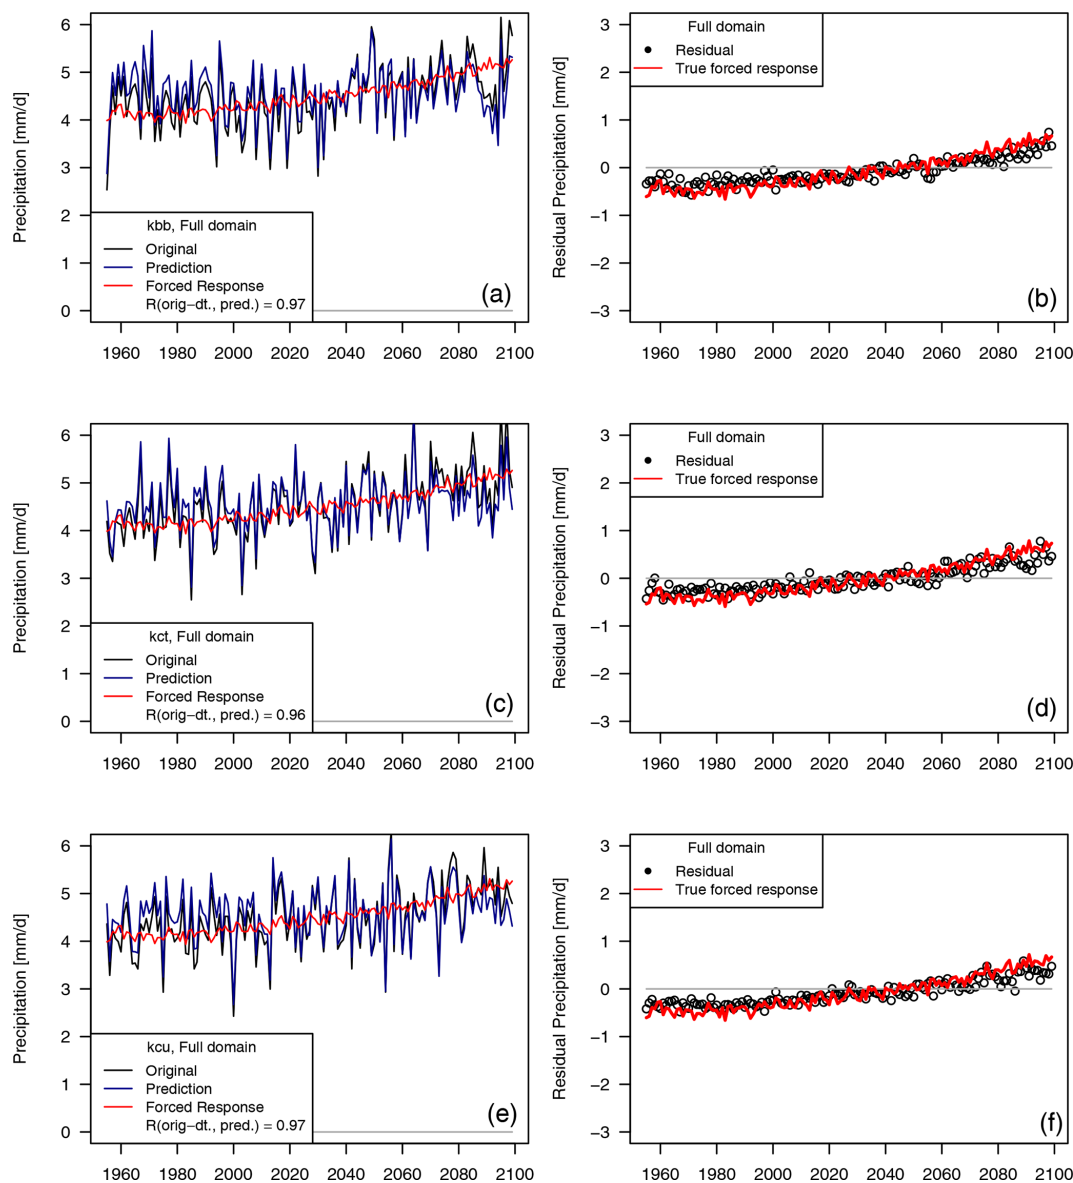 Precipitation [mm/d]
6
5
4
3
2
1
0
kbb, Full domain
Original
Prediction
Forced Response
R(orig−dt., pred.) = 0.97
(a)
1960 1980 2000 2020 2040 2060 2080 2100
Residual Precipitation [mm/d]
3
2
1
0
−1
−2
−3
Full domain
Residual
True forced response
(b)
1960 1980 2000 2020 2040 2060 2080 2100
Precipitation [mm/d]
6
5
4
3
2
1
0
kct, Full domain
Original
Prediction
Forced Response
R(orig−dt., pred.) = 0.96
(c)
1960 1980 2000 2020 2040 2060 2080 2100
Residual Precipitation [mm/d]
3
2
1
0
−1
−2
−3
Full domain
Residual
True forced response
(d)
1960 1980 2000 2020 2040 2060 2080 2100
Precipitation [mm/d]
6
5
4
3
2
1
0
kcu, Full domain
Original
Prediction
Forced Response
R(orig−dt., pred.) = 0.97
(e)
1960 1980 2000 2020 2040 2060 2080 2100
Residual Precipitation [mm/d]
3
2
1
0
−1
−2
−3
Full domain
Residual
True forced response
(f)
1960 1980 2000 2020 2040 2060 2080 2100